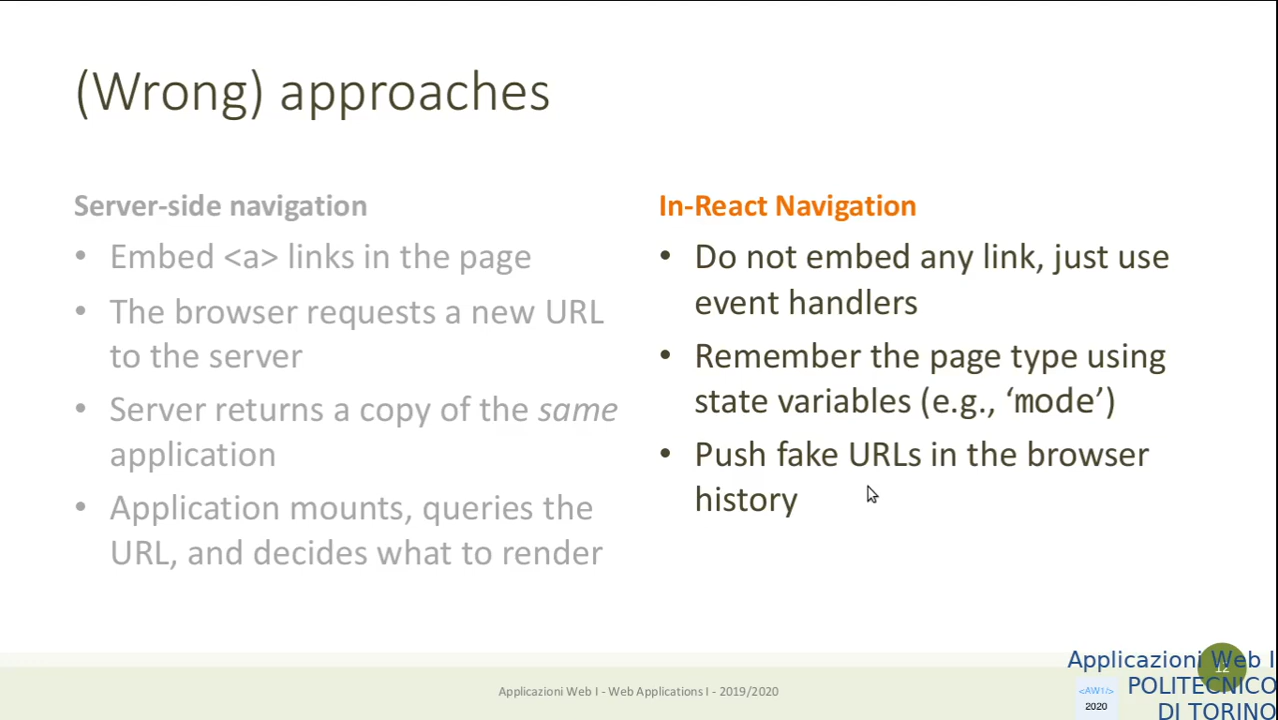 (Wrong) approaches
Server-side navigation
• Embed <a> links in the page
• The browser requests a new URL
to the server
• Server returns a copy of the same
application
• Application mounts, queries the
URL, and decides what to render
In-React Navigation
• Do not embed any link, just use
event handlers
• Remember the page type using
state variables (e.g., ‘mode’)
• Push fake URLs in the browser
history
Applicazioni Web I - Web Applications I - 2019/2020
12
Applicazioni Web I
POLITECNICO
DI TORINO
<AW1/>
2020